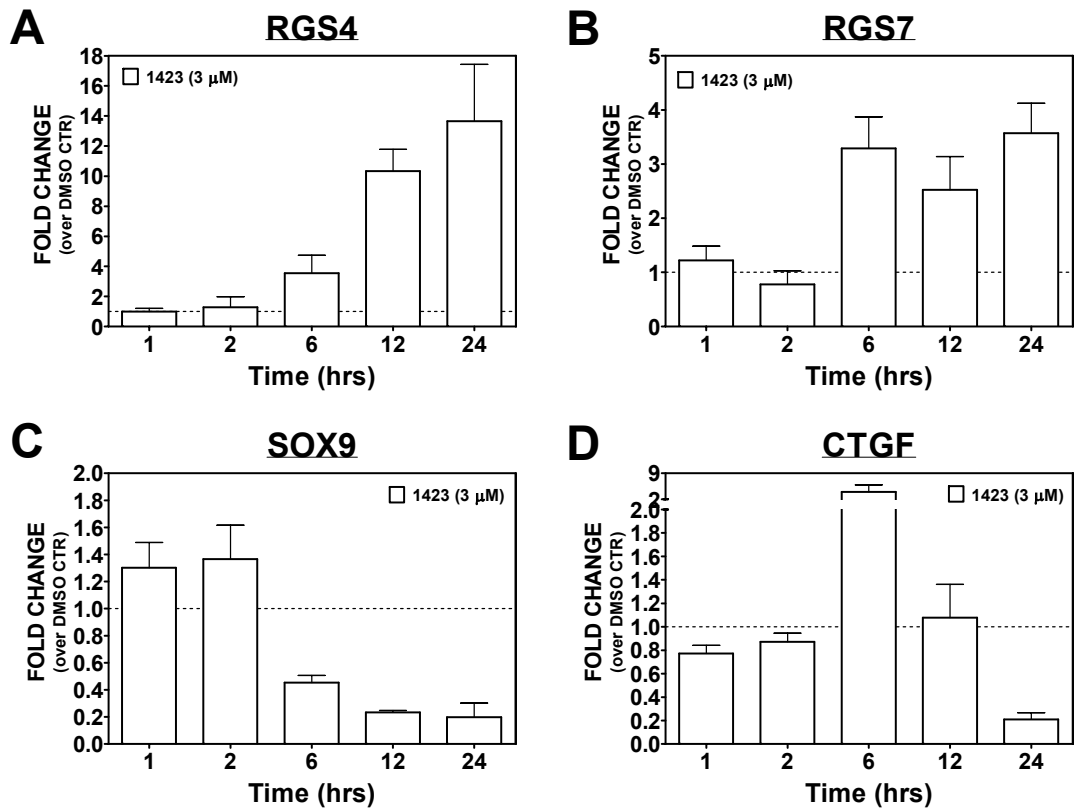 A
RGS4
1423 (3 μM)
FOLD CHANGE
(over DMSO CTR)
18
16
14
12
10
8
6
4
2
0
1 2 6 12 24
Time (hrs)
B
RGS7
1423 (3 μM)
FOLD CHANGE
(over DMSO CTR)
5
4
3
2
1
0
1 2 6 12 24
Time (hrs)
C
SOX9
1423 (3 μM)
FOLD CHANGE
(over DMSO CTR)
2.0
1.8
1.6
1.4
1.2
1.0
0.8
0.6
0.4
0.2
0.0
1 2 6 12 24
Time (hrs)
D
CTGF
1423 (3 μM)
FOLD CHANGE
(over DMSO CTR)
9
2
2.0
1.8
1.6
1.4
1.2
1.0
0.8
0.6
0.4
0.2
0.0
1 2 6 12 24
Time (hrs)